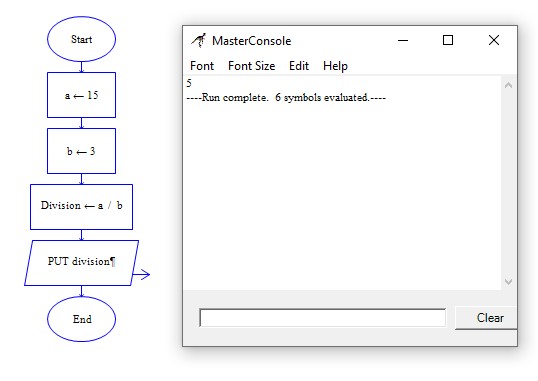 Start
a ← 15
b ← 3
Division ← a / b
PUT division¶
End
MasterConsole
Font Font Size Edit Help
5
----Run complete. 6 symbols evaluated.----
Clear